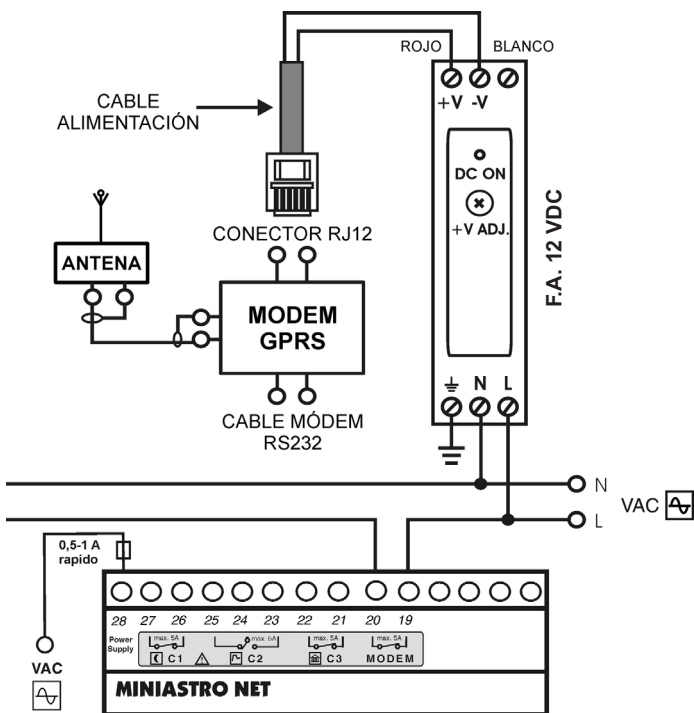 ROJO
BLANCO
CABLE
ALIMENTACIÓN
+V -V
DC ON
+V ADJ.
F.A. 12 VDC
CONECTOR RJ12
ANTENA
MODEM
GPRS
N L
CABLE MÓDEM
RS232
N
VAC
L
0,5-1 A
rapido
28 27 26 25 24 23 22 21 20 19
Power
Supply
max. 5A
max. 5A
max. 5A
max. 5A
C1
C2
C3
MODEM
VAC
MINIASTRO NET